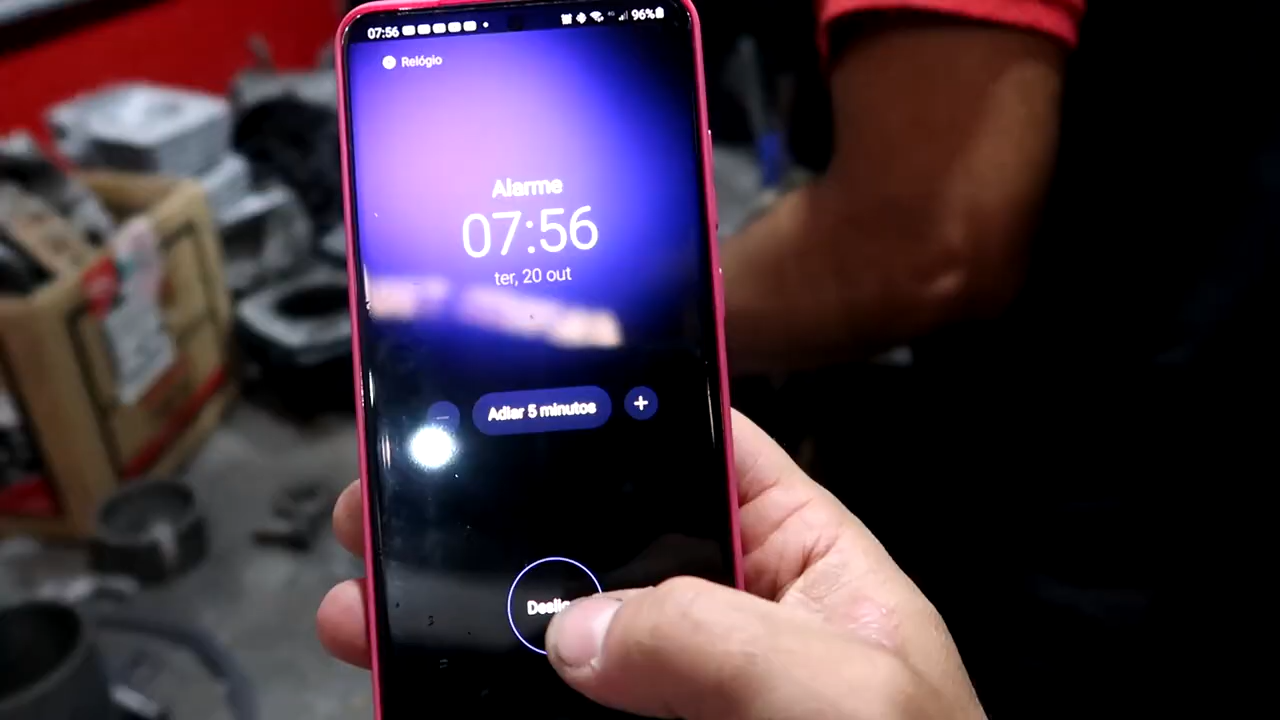 07:56
96%
Relógio
Alarme
07:56
ter, 20 out
Adiar 5 minutos